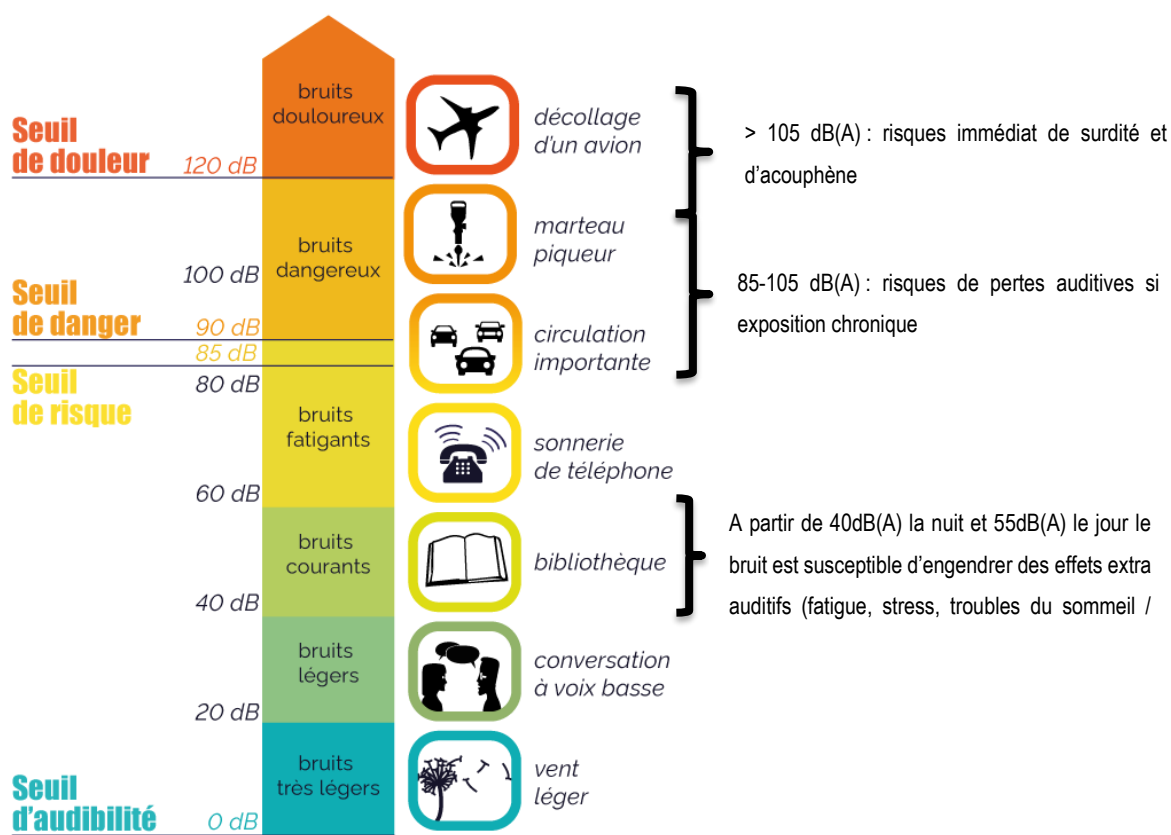 bruits
douloureux
décollage
d'un avion
Seuil
de douleur
120 dB
> 105 dB(A) : risques immédiat de surdité et
d'acouphène
bruits
dangereux
marteau
piqueur
100 dB
Seuil
de danger
90 dB
85-105 dB(A) : risques de pertes auditives si
exposition chronique
circulation
importante
85 dB
80 dB
Seuil
de risque
bruits
fatigants
sonnerie
de téléphone
60 dB
bruits
courants
bibliothèque
A partir de 40dB(A) la nuit et 55dB(A) le jour le
bruit est susceptible d'engendrer des effets extra
auditifs (fatigue, stress, troubles du sommeil /
40 dB
bruits
légers
conversation
à voix basse
20 dB
bruits
très légers
vent
léger
Seuil
d'audibilité
0 dB